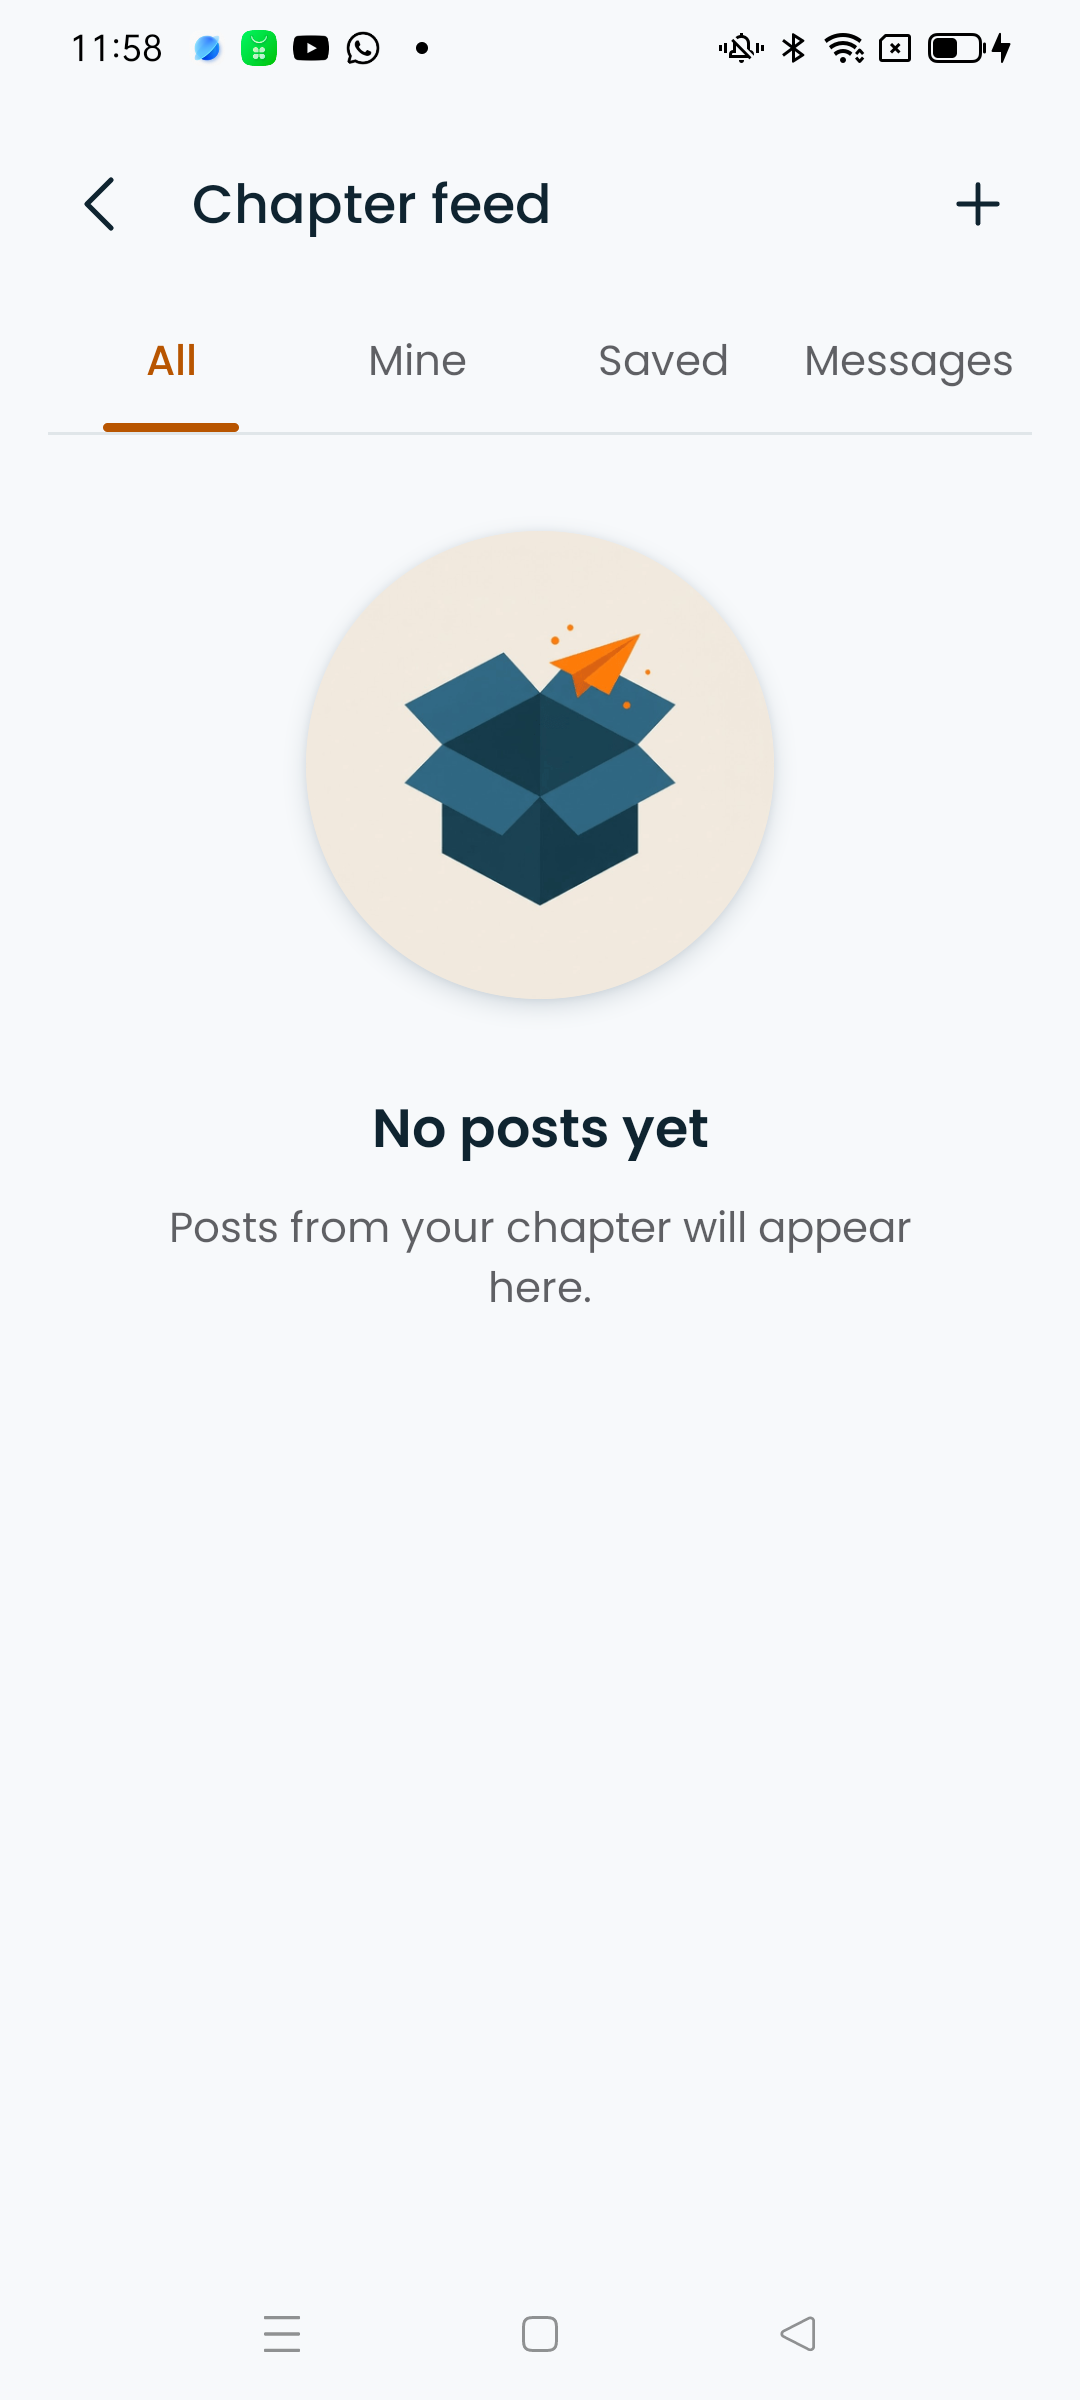 11:58
Chapter feed
All
Mine
Saved
Messages
No posts yet
Posts from your chapter will appear
here.